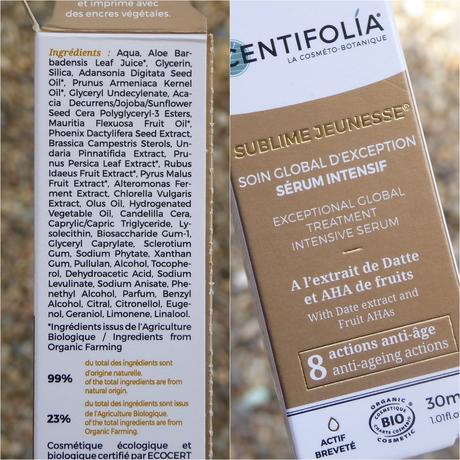 et imprimé avec
des encres végétales.
Ingrédients : Aqua, Aloe Bar-
badensis Leaf Juice*, Glycerin,
Silica, Adansonia Digitata Seed
Oil*, Prunus Armeniaca Kernel
Oil*, Glyceryl Undecylenate, Aca-
cia Decurrens/Jojoba/Sunflower
Seed Cera Polyglyceryl-3 Esters,
Mauritia Flexuosa Fruit Oil*,
Phoenix Dactylifera Seed Extract,
Brassica Campestris Sterols, Un-
daria Pinnatifida Extract, Pru-
nus Persica Leaf Extract*, Rubus
Idaeus Fruit Extract*, Pyrus Malus
Fruit Extract*, Alteromonas Fer-
ment Extract, Chlorella Vulgaris
Extract, Olus Oil, Hydrogenated
Vegetable Oil, Candelilla Cera,
Caprylic/Capric Triglyceride, Ly-
solecithin, Biosaccharide Gum-1,
Glyceryl Caprylate, Sclerotium
Gum, Sodium Phytate, Xanthan
Gum, Pullulan, Alcohol, Tocophe-
rol, Dehydroacetic Acid, Sodium
Levulinate, Sodium Anisate, Phe-
nethyl Alcohol, Parfum, Benzyl
Alcohol, Citral, Citronellol, Euge-
nol, Geraniol, Limonene, Linalool.
*Ingrédients issus de l'Agriculture
Biologique / Ingredients from
Organic Farming
99% du total des ingrédients sont
d'origine naturelle.
of the total ingredients are from
natural origin.
23% du total des ingrédients sont issus
de l'Agriculture Biologique.
of the total ingredients are from
Organic Farming.
Cosmétique écologique et
biologique certifié par ECOCERT
CENTIFOLIA
LA COSMÉTO-BOTANIQUE
SUBLIME JEUNESSE®
SOIN GLOBAL D'EXCEPTION
SÉRUM INTENSIF
EXCEPTIONAL GLOBAL
TREATMENT
INTENSIVE SERUM
A l'extrait de Datte
et AHA de fruits
With Date extract and
Fruit AHAs
8 actions anti-âge
anti-ageing actions
ACTIF
BREVETÉ
ORGANIC
COSMÉTIQUE
BIO
CHARTE COSMEBIO
COSMETIC
30m
1.01fl.o